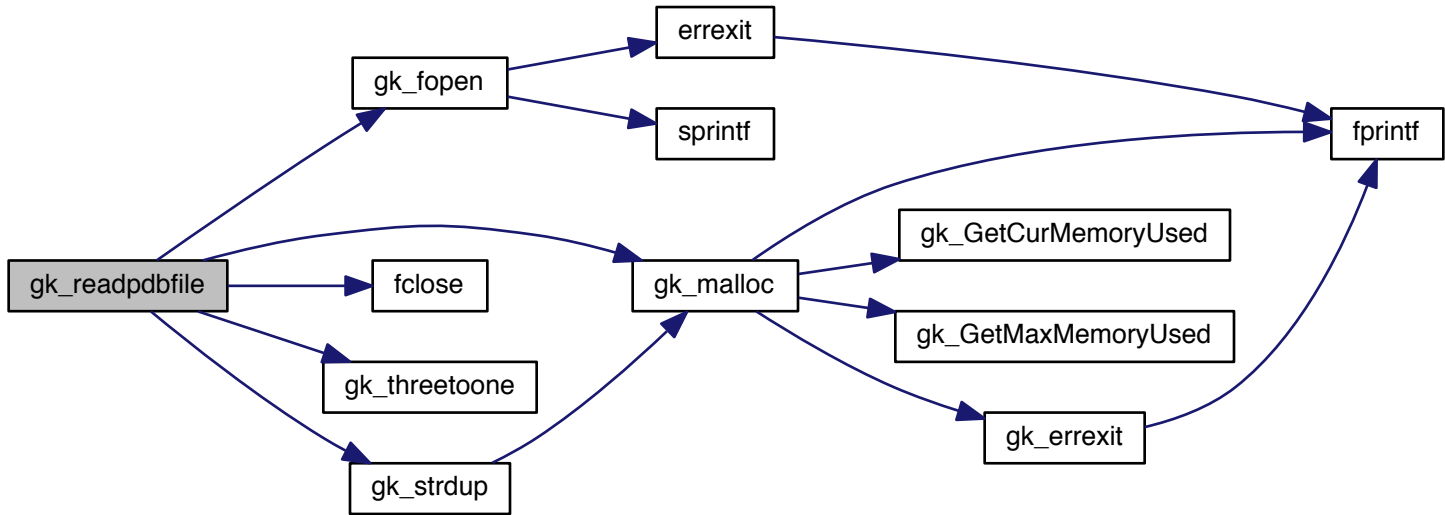 errexit
gk_fopen
sprintf
fprintf
gk_GetCurMemoryUsed
gk_readpdbfile
fclose
gk_malloc
gk_GetMaxMemoryUsed
gk_threetoone
gk_errexit
gk_strdup